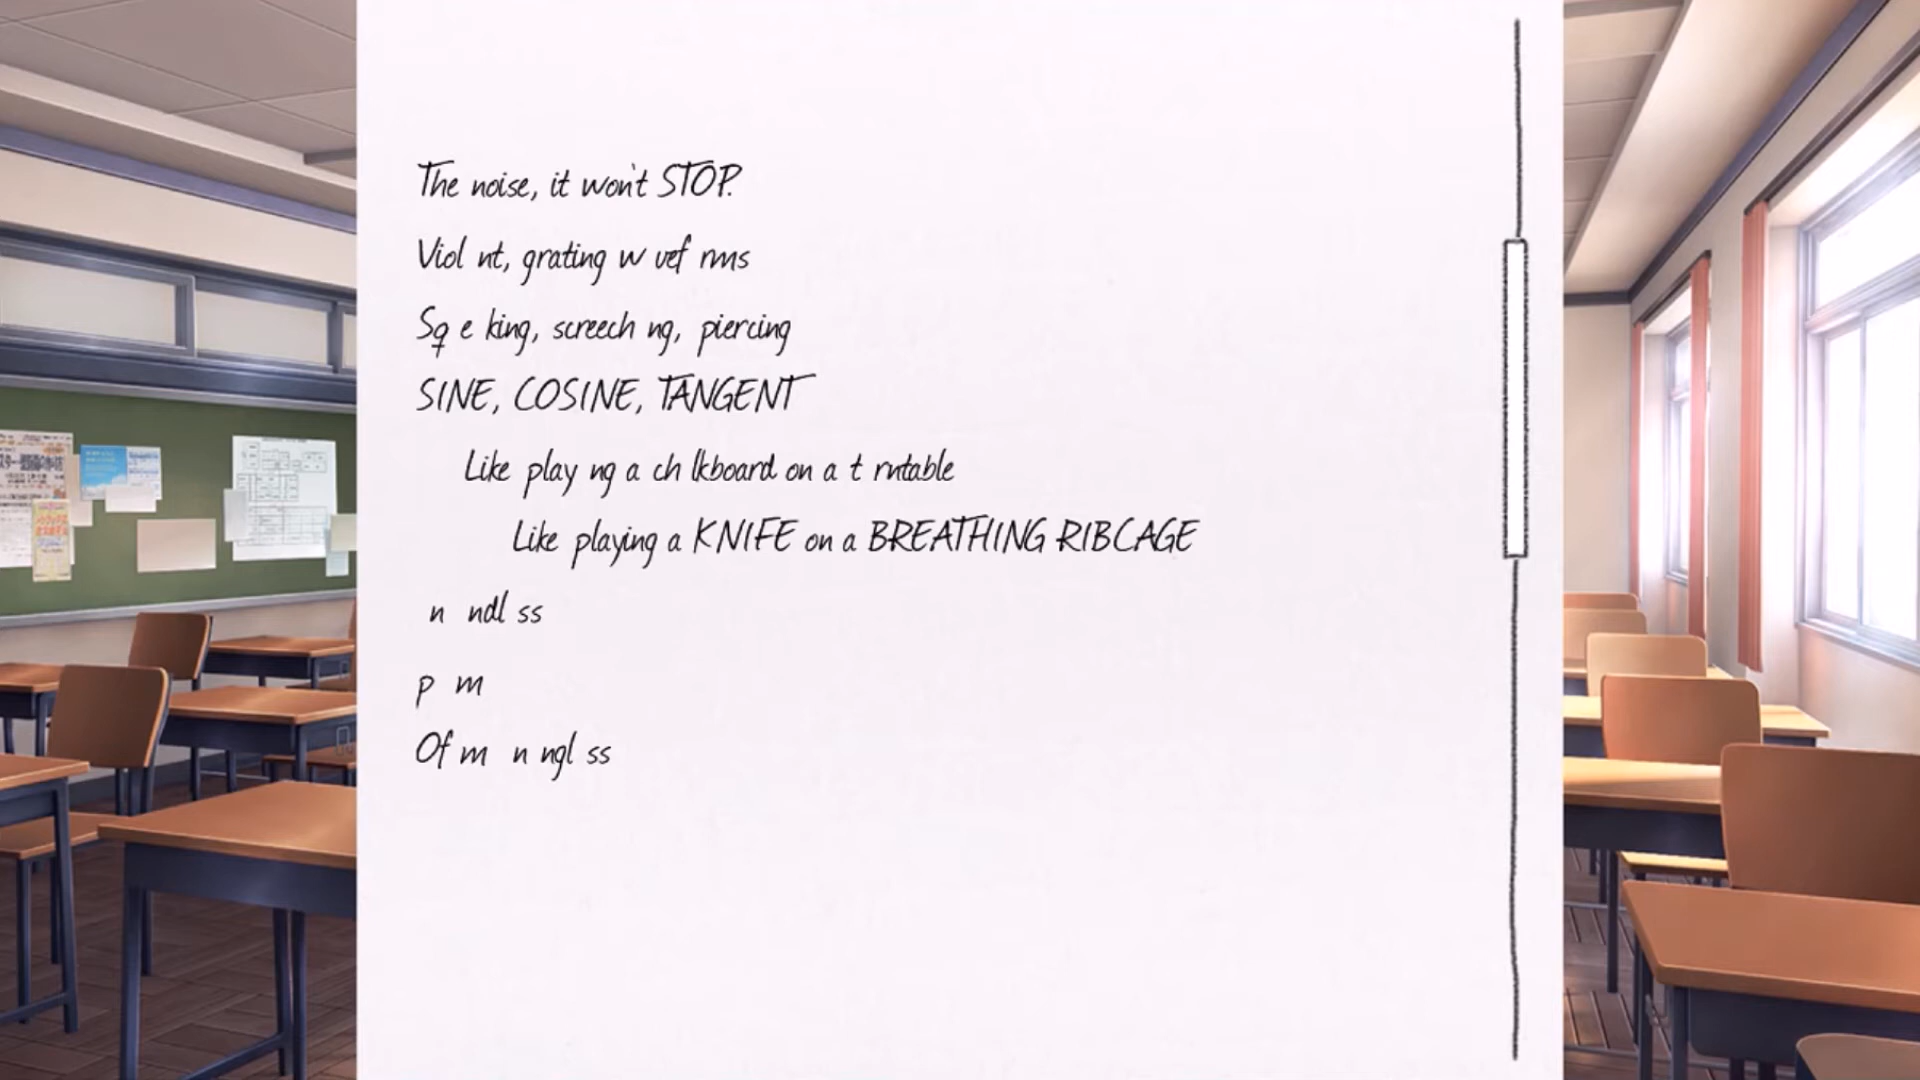 The noise, it won't STOP.
Viol nt, grating w vef rms
Sq e king, screech ng, piercing
SINE, COSINE, TANGENT
Like play ng a ch lkboard on a t rntable
Like playing a KNIFE on a BREATHING RIBCAGE
n ndl ss
p m
Of m n ngl ss